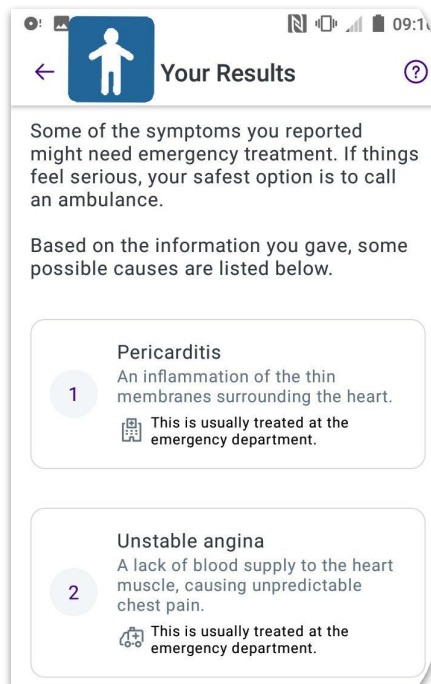 09:1
Your Results
?
Some of the symptoms you reported
might need emergency treatment. If things
feel serious, your safest option is to call
an ambulance.
Based on the information you gave, some
possible causes are listed below.
Pericarditis
An inflammation of the thin
1
membranes surrounding the heart.
This is usually treated at the
emergency department.
Unstable angina
A lack of blood supply to the heart
2
muscle, causing unpredictable
chest pain.
This is usually treated at the
emergency department.